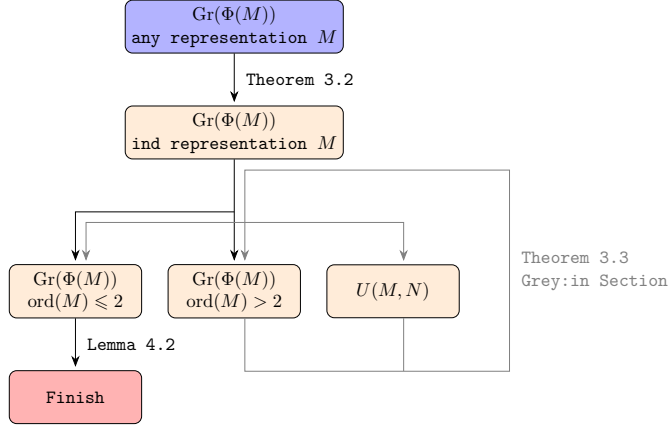 Gr(Φ(M))
any representation M
Theorem 3.2
Gr(Φ(M))
ind representation M
Theorem 3.3
Grey:in Section
Gr(Φ(M))
ord(M) ⩽ 2
Gr(Φ(M))
ord(M) > 2
U(M, N)
Lemma 4.2
Finish